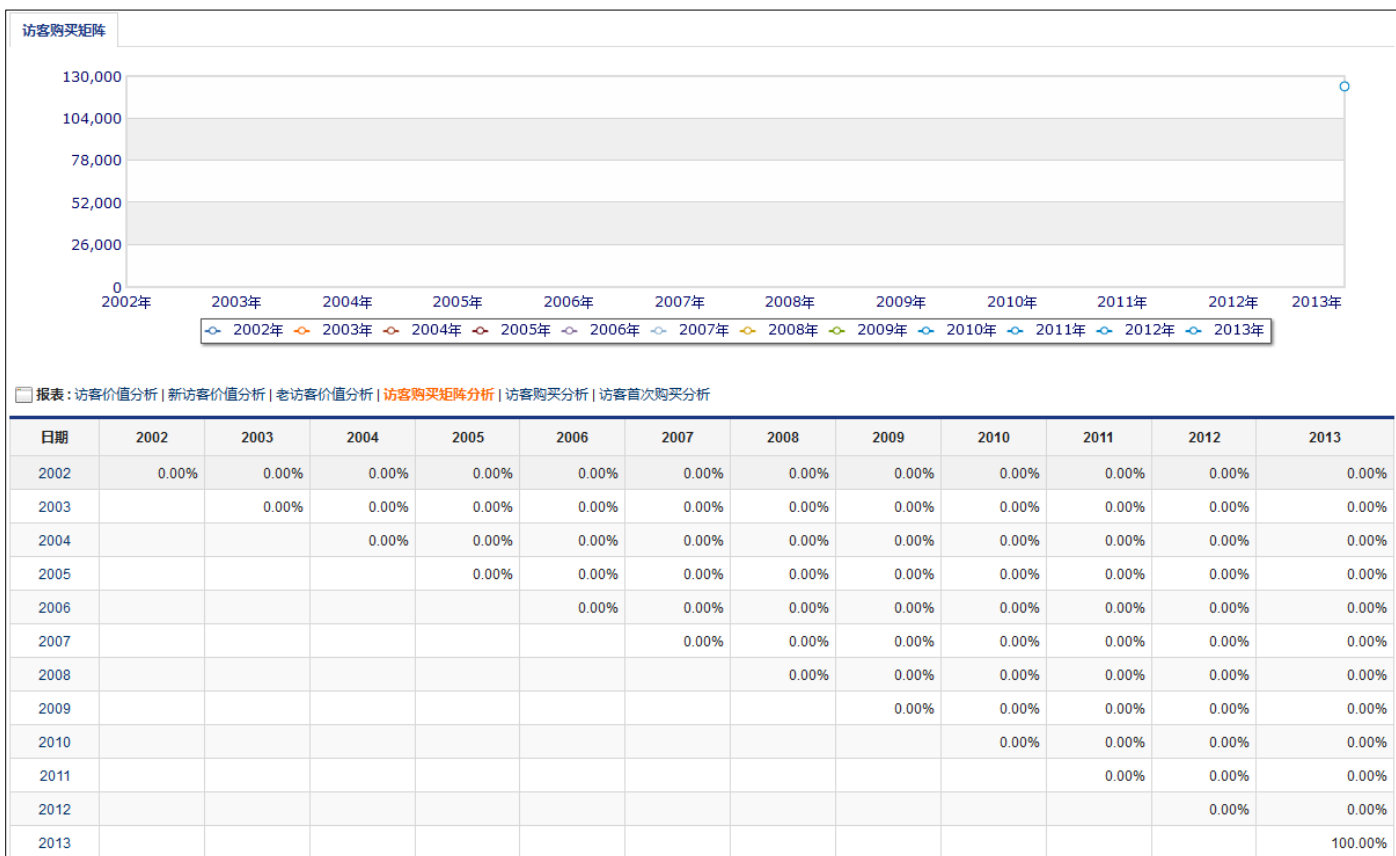 访客购买矩阵
130,000
104,000
78,000
52,000
26,000
0
2002年 2003年 2004年 2005年 2006年 2007年 2008年 2009年 2010年 2011年 2012年 2013年
2002年 2003年 2004年 2005年 2006年 2007年 2008年 2009年 2010年 2011年 2012年 2013年
报表 : 访客价值分析 | 新访客价值分析 | 老访客价值分析 | 访客购买矩阵分析 | 访客购买分析 | 访客首次购买分析
日期 2002 2003 2004 2005 2006 2007 2008 2009 2010 2011 2012 2013
2002 0.00% 0.00% 0.00% 0.00% 0.00% 0.00% 0.00% 0.00% 0.00% 0.00% 0.00% 0.00%
2003 0.00% 0.00% 0.00% 0.00% 0.00% 0.00% 0.00% 0.00% 0.00% 0.00% 0.00%
2004 0.00% 0.00% 0.00% 0.00% 0.00% 0.00% 0.00% 0.00% 0.00% 0.00%
2005 0.00% 0.00% 0.00% 0.00% 0.00% 0.00% 0.00% 0.00% 0.00%
2006 0.00% 0.00% 0.00% 0.00% 0.00% 0.00% 0.00% 0.00%
2007 0.00% 0.00% 0.00% 0.00% 0.00% 0.00% 0.00%
2008 0.00% 0.00% 0.00% 0.00% 0.00% 0.00%
2009 0.00% 0.00% 0.00% 0.00% 0.00%
2010 0.00% 0.00% 0.00% 0.00%
2011 0.00% 0.00% 0.00%
2012 0.00% 0.00%
2013 100.00%